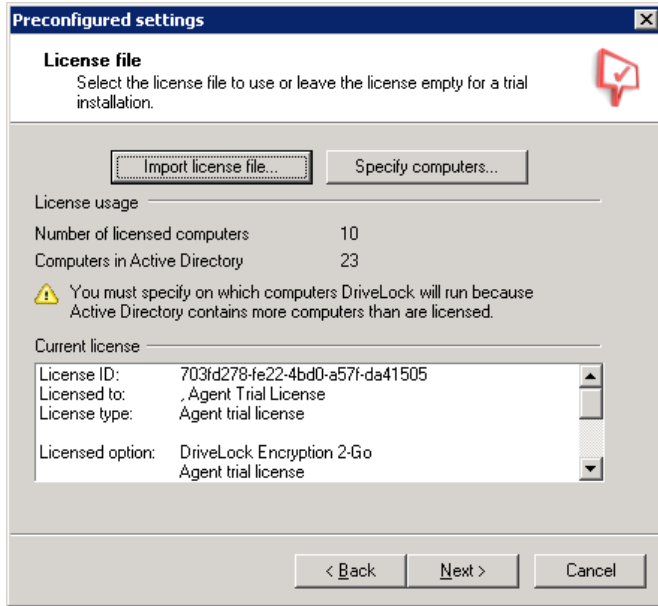 Preconfigured settings
License file
Select the license file to use or leave the license empty for a trial
installation.
Import license file... Specify computers...
License usage
Number of licensed computers 10
Computers in Active Directory 23
You must specify on which computers DriveLock will run because
Active Directory contains more computers than are licensed.
Current license
License ID: 703fd278-fe22-4bd0-a57f-da41505
Licensed to: , Agent Trial License
License type: Agent trial license
Licensed option: DriveLock Encryption 2-Go
Agent trial license
< Back Next > Cancel